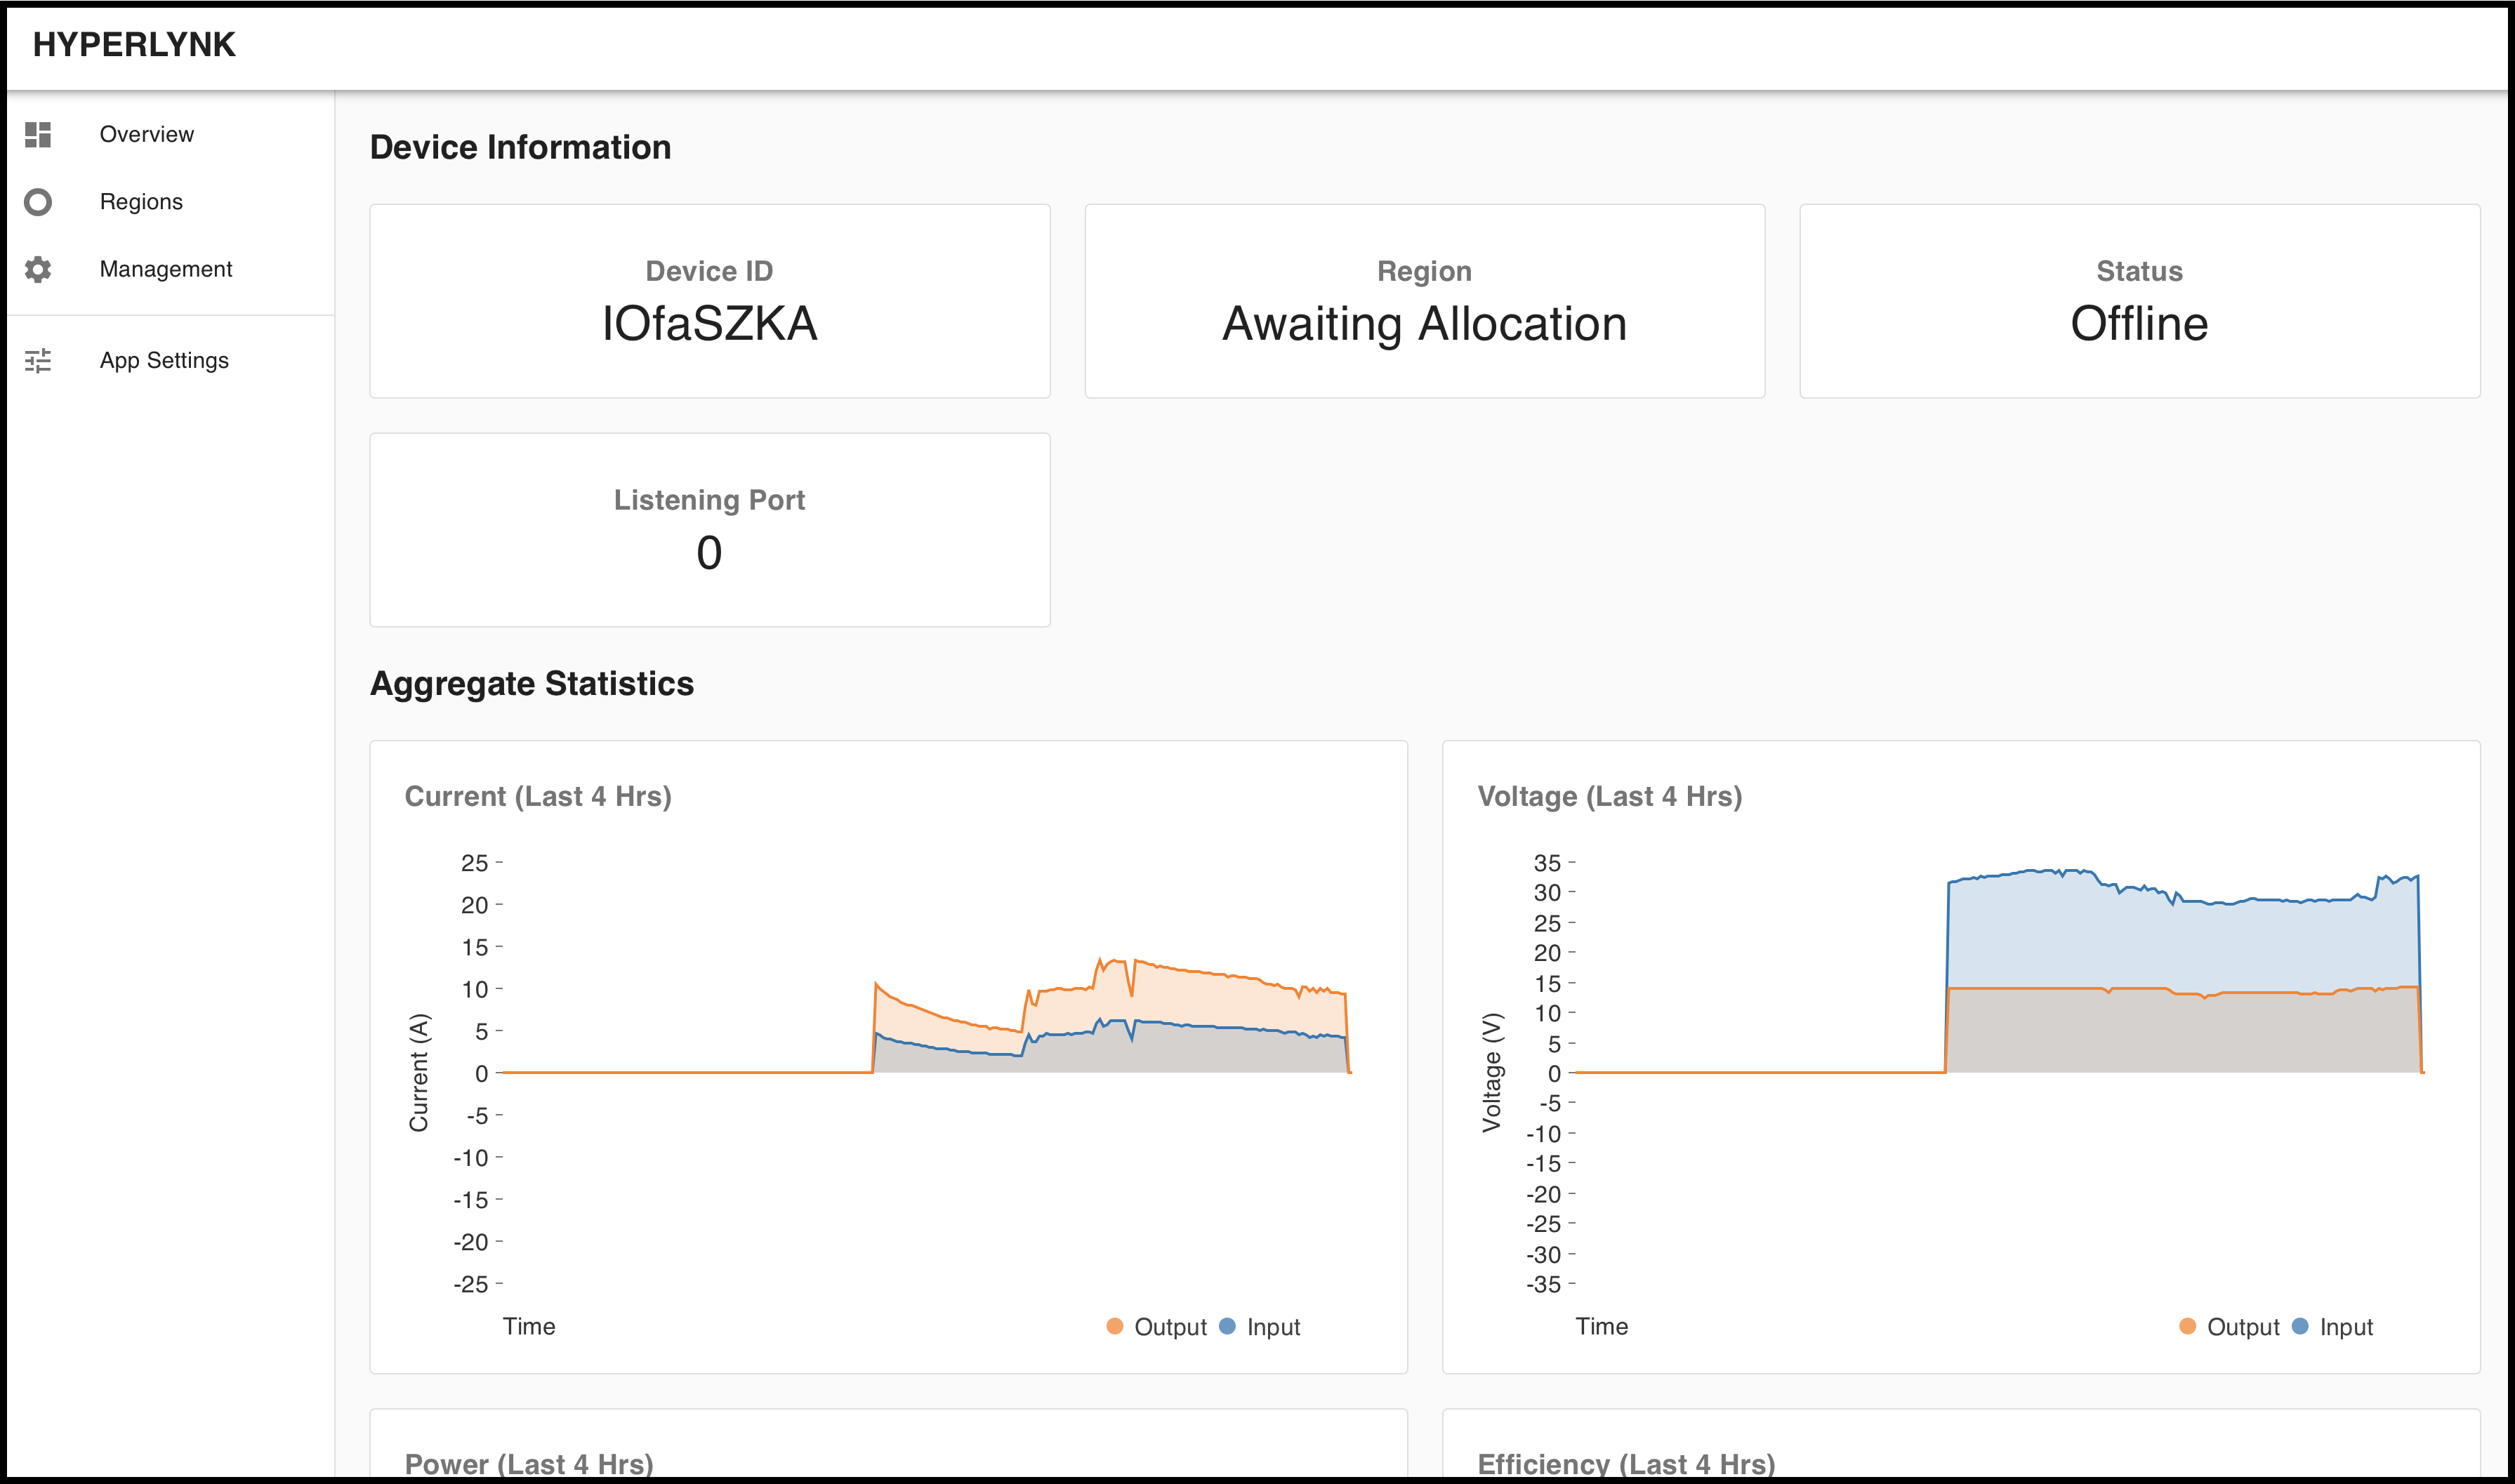 HYPERLYNK
Overview
Regions
Management
App Settings
Device Information
Device ID
IOfaSZKA
Region
Awaiting Allocation
Status
Offline
Listening Port
0
Aggregate Statistics
Current (Last 4 Hrs)
25
20
15
10
5
0
-5
-10
-15
-20
-25
Current (A)
Time
Output
Input
Voltage (Last 4 Hrs)
35
30
25
20
15
10
5
0
-5
-10
-15
-20
-25
-30
-35
Voltage (V)
Time
Output
Input
Power (Last 4 Hrs)
Efficiency (Last 4 Hrs)